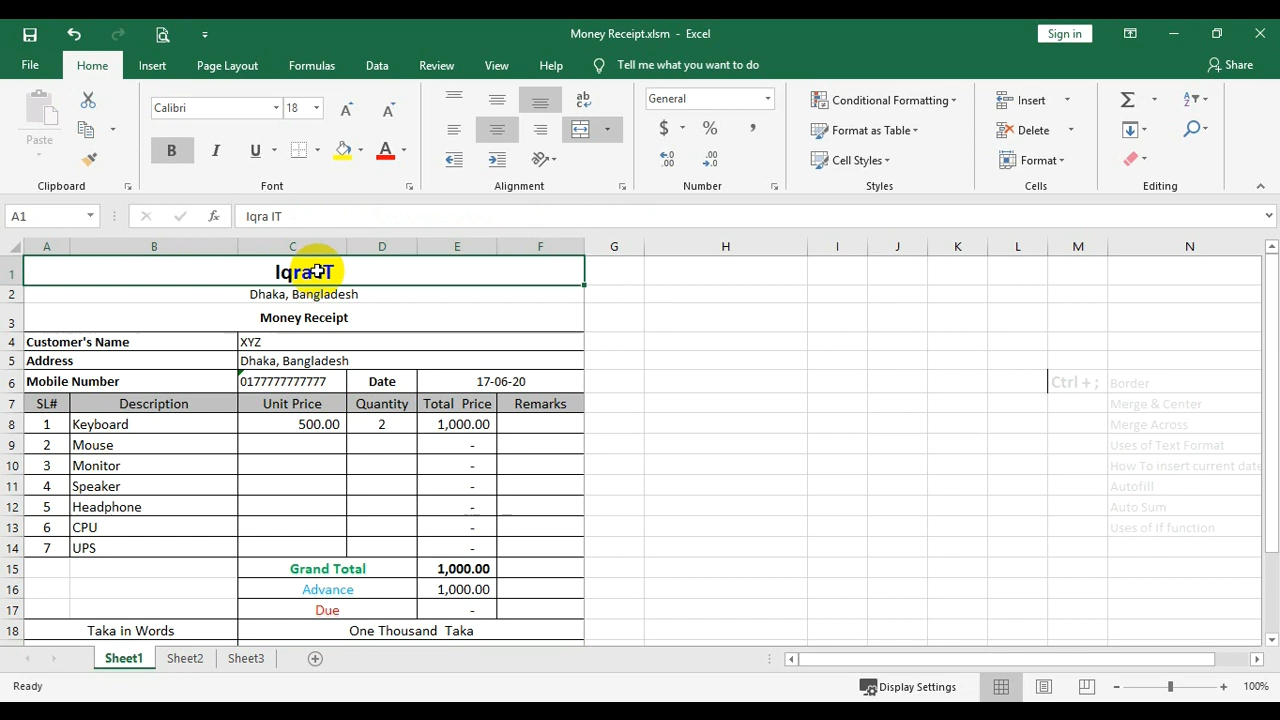 Money Receipt.xlsm - Excel
Sign in
File Home Insert Page Layout Formulas Data Review View Help Tell me what you want to do Share
Calibri 18 General
Paste
B I U A $ % ,
Conditional Formatting
Format as Table
Cell Styles
Insert
Delete
Format
Clipboard Font Alignment Number Styles Cells Editing
A1 fx Iqra IT
A B C D E F G H I J K L M N
1 Iqra IT
2 Dhaka, Bangladesh
3 Money Receipt
4 Customer's Name XYZ
5 Address Dhaka, Bangladesh
6 Mobile Number 0177777777777 Date 17-06-20 Ctrl + ; Border
7 SL# Description Unit Price Quantity Total Price Remarks Merge & Center
8 1 Keyboard 500.00 2 1,000.00 Merge Across
9 2 Mouse - Uses of Text Format
10 3 Monitor - How To insert current date
11 4 Speaker - Autofill
12 5 Headphone - Auto Sum
13 6 CPU - Uses of If function
14 7 UPS -
15 Grand Total 1,000.00
16 Advance 1,000.00
17 Due -
18 Taka in Words One Thousand Taka
Sheet1 Sheet2 Sheet3
Ready Display Settings 100%